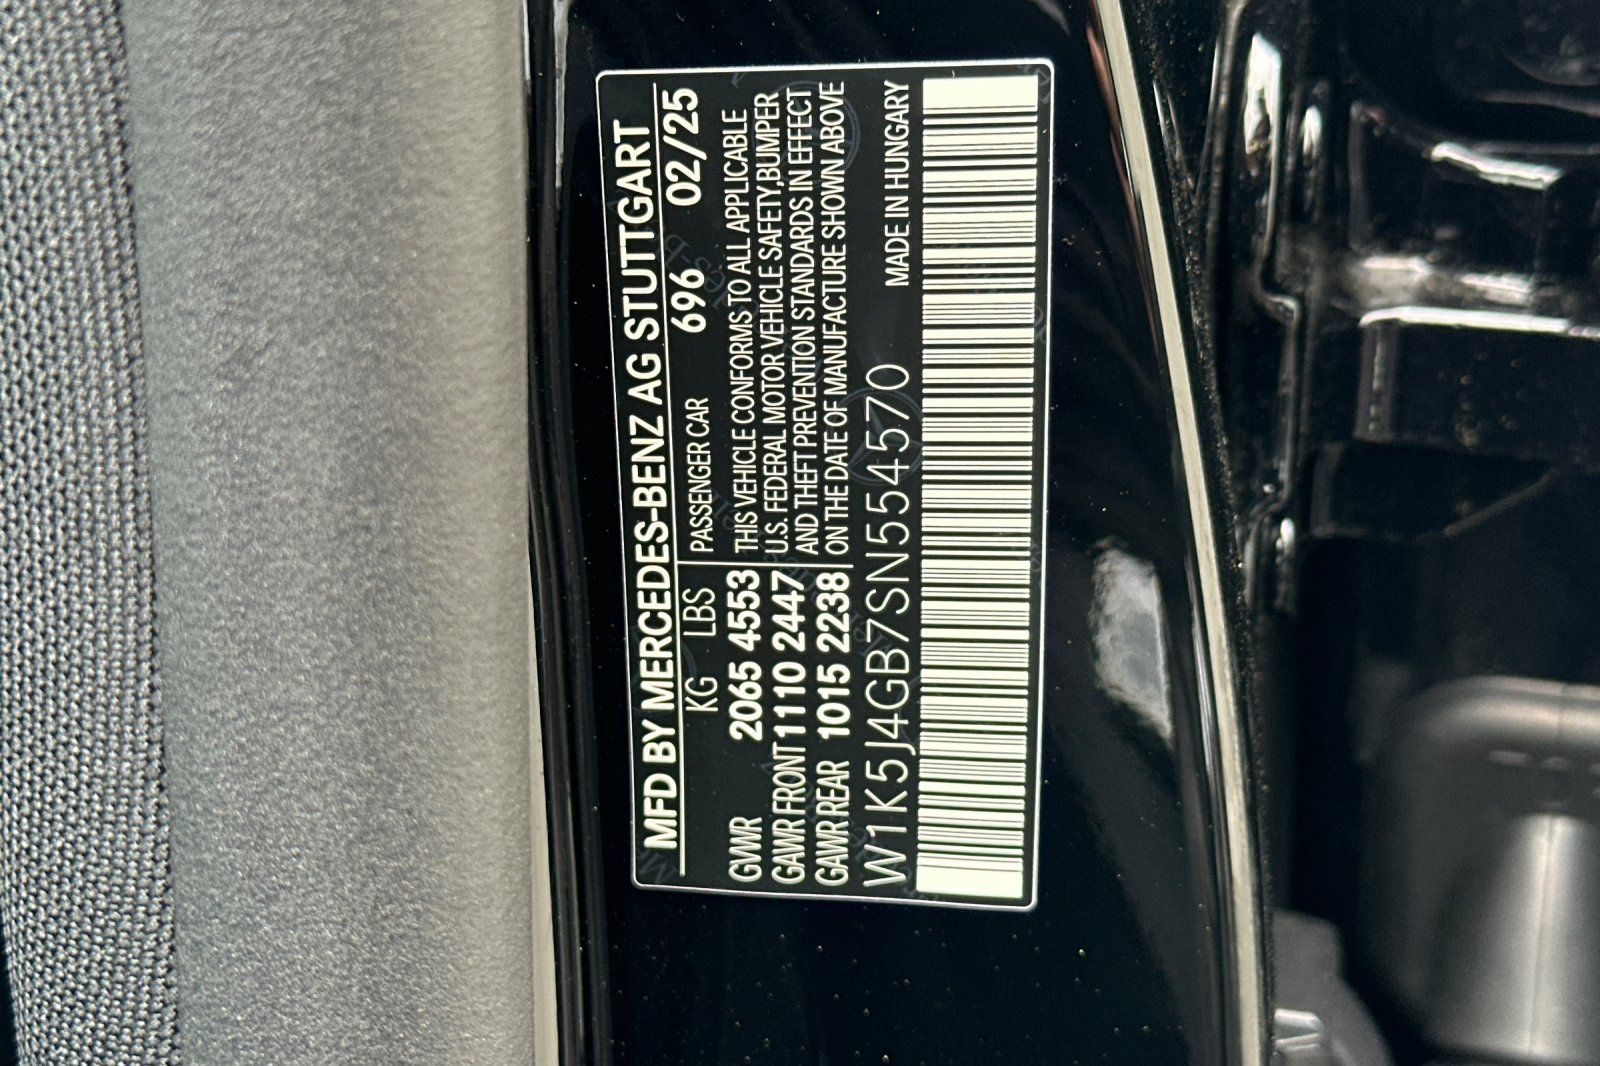 MFD BY MERCEDES-BENZ AG STUTTGART
KG LBS PASSENGER CAR 696 02/25
GVWR 2065 4553 THIS VEHICLE CONFORMS TO ALL APPLICABLE
GAWR FRONT 1110 2447 U.S. FEDERAL MOTOR VEHICLE SAFETY,BUMPER
GAWR REAR 1015 2238 AND THEFT PREVENTION STANDARDS IN EFFECT
ON THE DATE OF MANUFACTURE SHOWN ABOVE
W1K5J4GB7SN554570 MADE IN HUNGARY